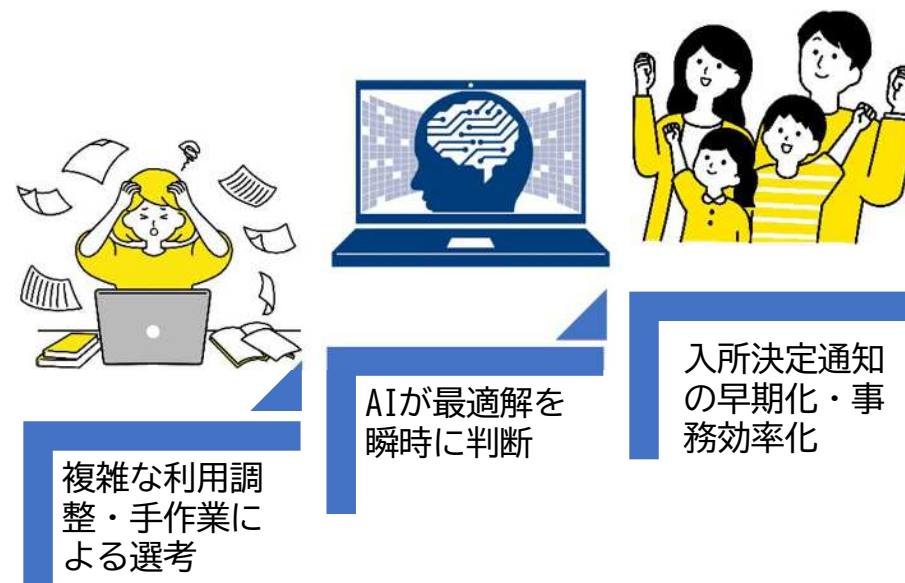 複雑な利用調
整・手作業に
よる選考
AIが最適解を
瞬時に判断
入所決定通知
の早期化・事
務効率化